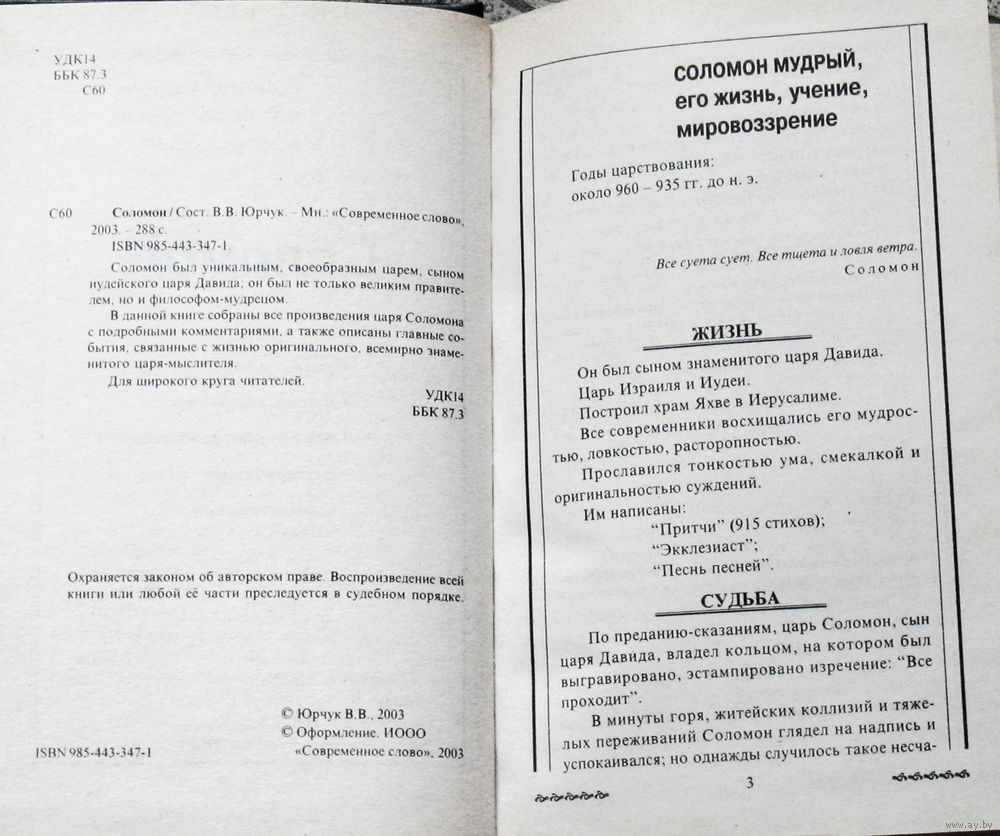 УДК14
ББК 87.3
С60
С60 Соломон / Сост. В.В. Юрчук. – Мн.: «Современное слово»,
2003. – 288 с.
ISBN 985-443-347-1.
Соломон был уникальным, своеобразным царем, сыном
иудейского царя Давида; он был не только великим правите-
лем, но и философом-мудрецом.
В данной книге собраны все произведения царя Соломона
с подробными комментариями, а также описаны главные со-
бытия, связанные с жизнью оригинального, всемирно знаме-
нитого царя-мыслителя.
Для широкого круга читателей.
УДК14
ББК 87.3
Охраняется законом об авторском праве. Воспроизведение всей
книги или любой её части преследуется в судебном порядке.
© Юрчук В.В., 2003
© Оформление. ИООО
ISBN 985-443-347-1 «Современное слово», 2003
СОЛОМОН МУДРЫЙ,
его жизнь, учение,
мировоззрение
Годы царствования:
около 960 – 935 гг. до н. э.
Все суета сует. Все тщета и ловля ветра.
Соломон
ЖИЗНЬ
Он был сыном знаменитого царя Давида.
Царь Израиля и Иудеи.
Построил храм Яхве в Иерусалиме.
Все современники восхищались его мудрос-
тью, ловкостью, расторопностью.
Прославился тонкостью ума, смекалкой и
оригинальностью суждений.
Им написаны:
“Притчи” (915 стихов);
“Экклезиаст”;
“Песнь песней”.
СУДЬБА
По преданию-сказаниям, царь Соломон, сын
царя Давида, владел кольцом, на котором был
выгравировано, эстампировано изречение: “Все
проходит”.
В минуты горя, житейских коллизий и тяже-
лых переживаний Соломон глядел на надпись и
успокаивался; но однажды случилось такое несча-
3
www.ay.by